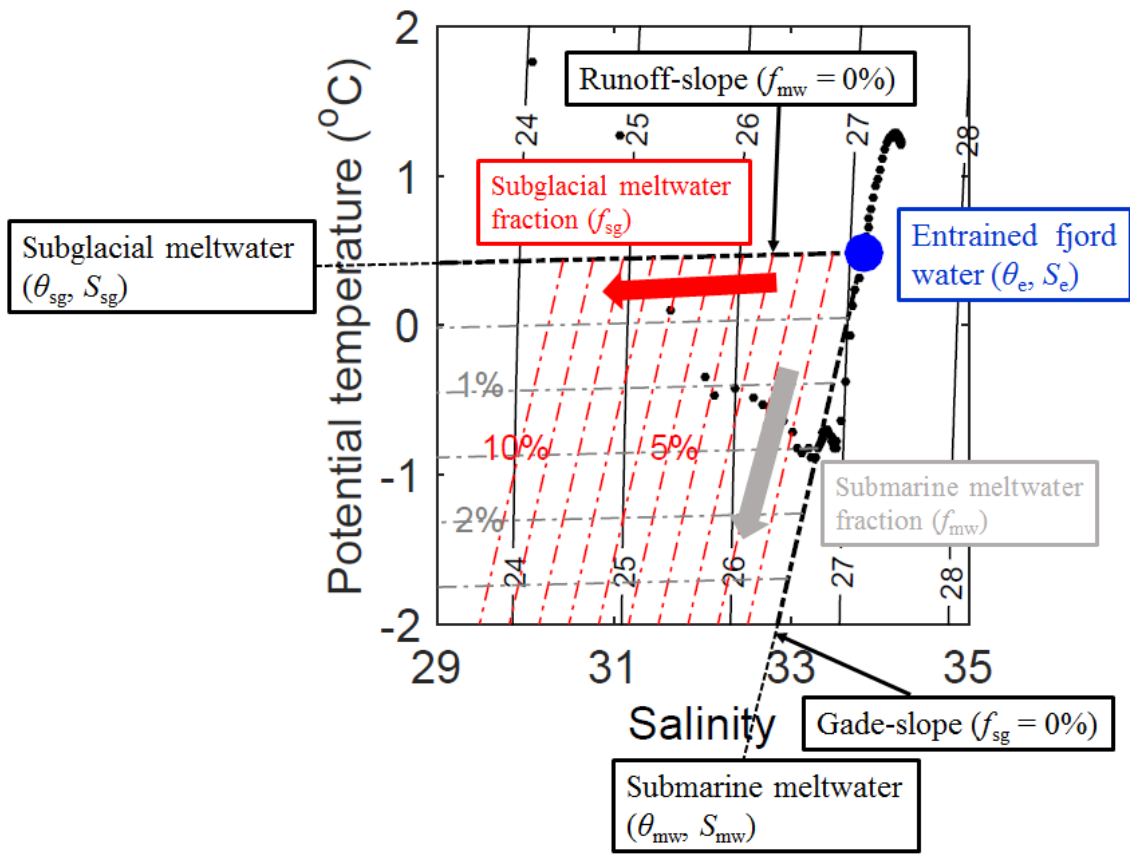 2
Runoff-slope (fmw = 0%)
24
25
26
27
28
1
Subglacial meltwater
fraction (fsg)
Subglacial meltwater
(θsg, Ssg)
Entrained fjord
water (θe, Se)
Potential temperature (oC)
0
1%
10%
5%
-1
Submarine meltwater
fraction (fmw)
2%
24
25
26
27
28
-2
29
31
33
35
Salinity
Gade-slope (fsg = 0%)
Submarine meltwater
(θmw, Smw)